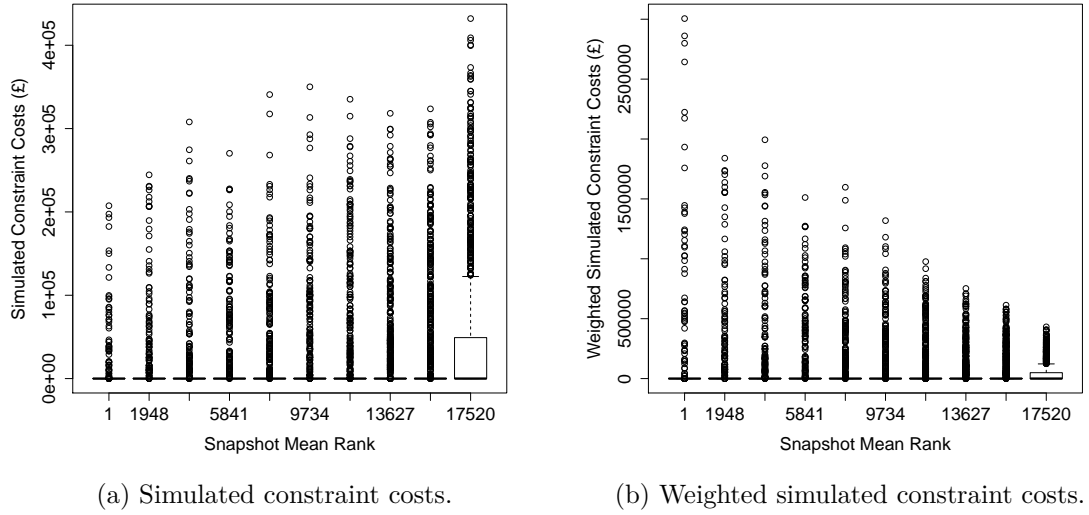 Simulated Constraint Costs (£)
0e+00
1e+05
2e+05
3e+05
4e+05
1
1948
5841
9734
13627
17520
Snapshot Mean Rank
(a) Simulated constraint costs.
Weighted Simulated Constraint Costs (£)
0
500000
1500000
2500000
1
1948
5841
9734
13627
17520
Snapshot Mean Rank
(b) Weighted simulated constraint costs.